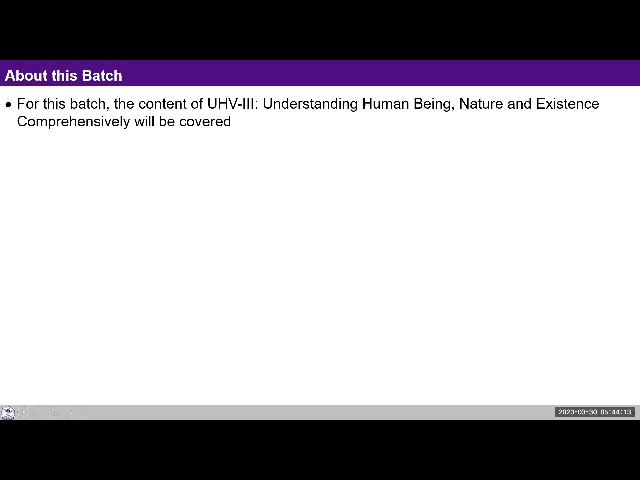 About this Batch
• For this batch, the content of UHV-III: Understanding Human Being, Nature and Existence
Comprehensively will be covered
2023-03-30 05:44:13